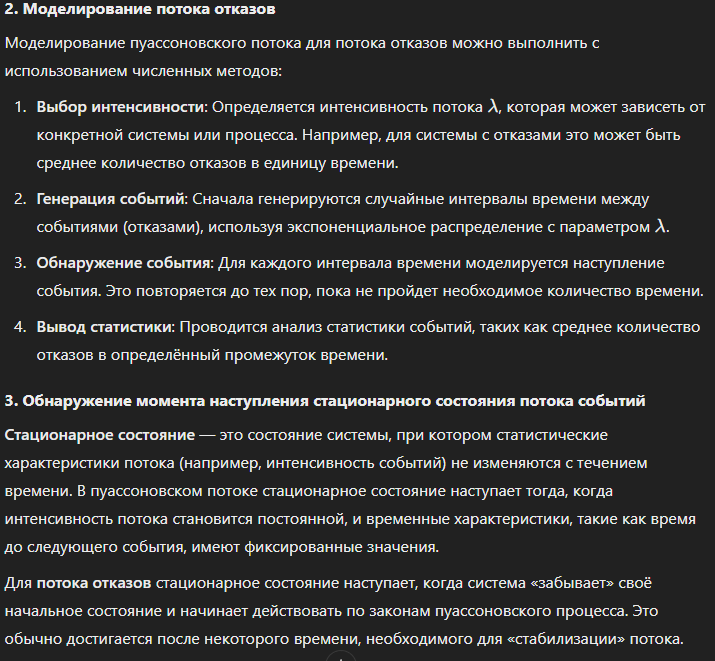 2. Моделирование потока отказов
Моделирование пуассоновского потока для потока отказов можно выполнить с
использованием численных методов:
1. Выбор интенсивности: Определяется интенсивность потока λ, которая может зависеть от
конкретной системы или процесса. Например, для системы с отказами это может быть
среднее количество отказов в единицу времени.
2. Генерация событий: Сначала генерируются случайные интервалы времени между
событиями (отказами), используя экспоненциальное распределение с параметром λ.
3. Обнаружение события: Для каждого интервала времени моделируется наступление
события. Это повторяется до тех пор, пока не пройдет необходимое количество времени.
4. Вывод статистики: Проводится анализ статистики событий, таких как среднее количество
отказов в определённый промежуток времени.
3. Обнаружение момента наступления стационарного состояния потока событий
Стационарное состояние — это состояние системы, при котором статистические
характеристики потока (например, интенсивность событий) не изменяются с течением
времени. В пуассоновском потоке стационарное состояние наступает тогда, когда
интенсивность потока становится постоянной, и временные характеристики, такие как время
до следующего события, имеют фиксированные значения.
Для потока отказов стационарное состояние наступает, когда система «забывает» своё
начальное состояние и начинает действовать по законам пуассоновского процесса. Это
обычно достигается после некоторого времени, необходимого для «стабилизации» потока.